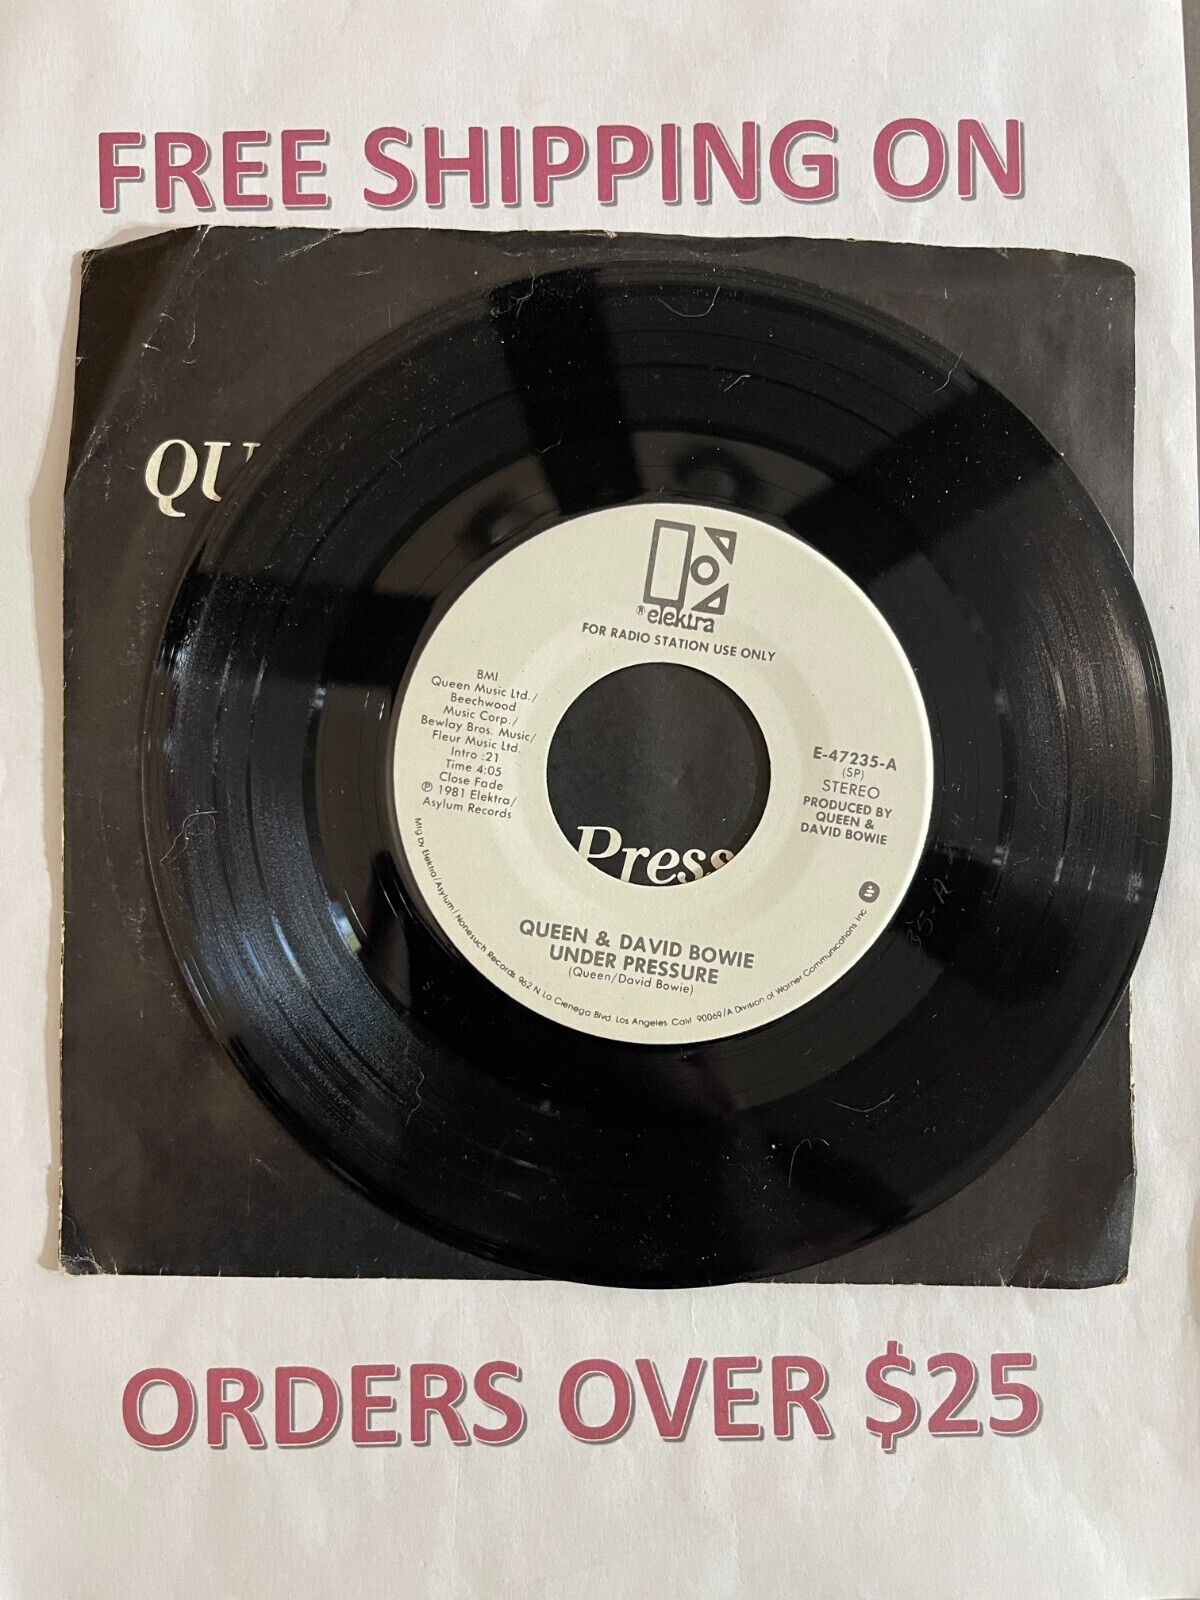 FREE SHIPPING ON
QU
® elektra
FOR RADIO STATION USE ONLY
BMI
Queen Music Ltd./
Beechwood
Music Corp./
Bewlay Bros. Music/
Fleur Music Ltd.
Intro :21
Time 4:05
Close Fade
℗ 1981 Elektra/
Asylum Records
E-47235-A
(SP)
STEREO
PRODUCED BY
QUEEN &
DAVID BOWIE
Press
QUEEN & DAVID BOWIE
UNDER PRESSURE
(Queen/David Bowie)
Mfg by Elektra/Asylum/Nonesuch Records 962 N. La Cienega Blvd. Los Angeles Calif 90069/A Division of Warner Communications Inc
35-A
SLM
ORDERS OVER $25